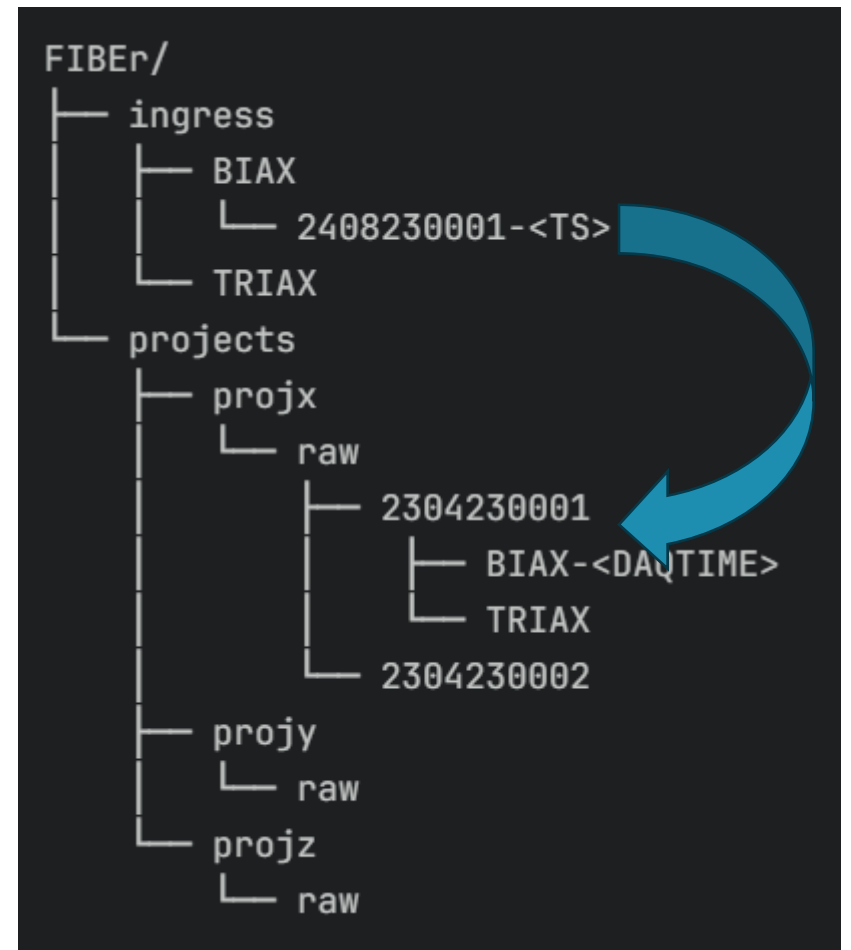 FIBEr/
├── ingress
│   ├── BIAX
│   │   └── 2408230001-<TS>
│   └── TRIAX
└── projects
    ├── projx
    │   └── raw
    │       ├── 2304230001
    │       │   ├── BIAX-<DAQTIME>
    │       │   └── TRIAX
    │       └── 2304230002
    ├── projy
    │   └── raw
    └── projz
        └── raw